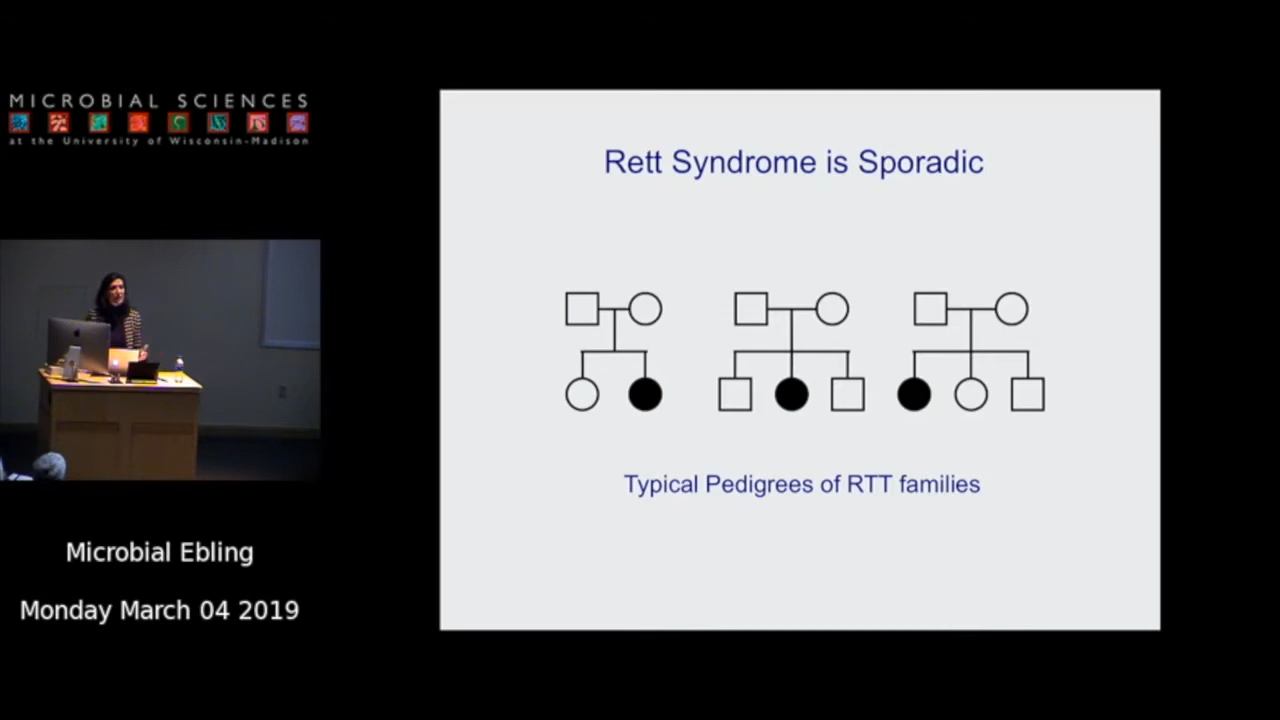 MICROBIAL SCIENCES
at the University of Wisconsin-Madison
Microbial Ebling
Monday March 04 2019
Rett Syndrome is Sporadic
Typical Pedigrees of RTT families